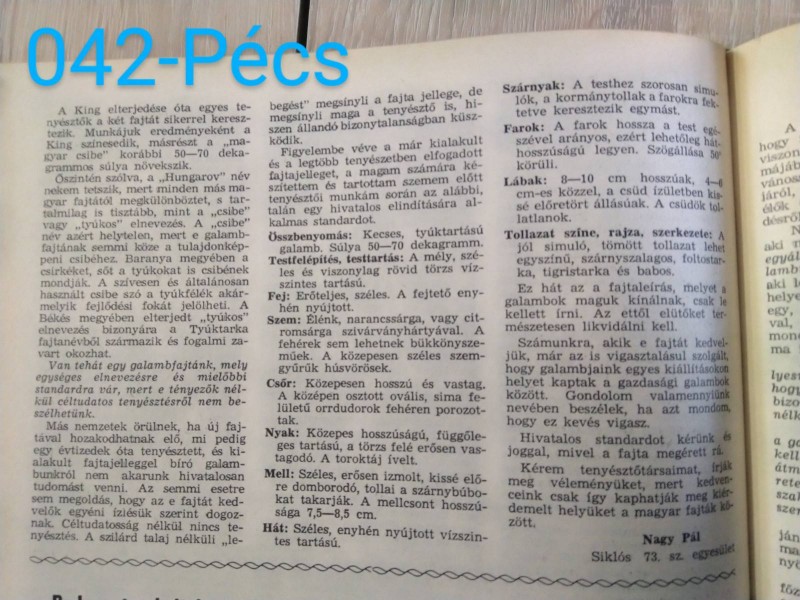 042-Pécs
A King elterjedése óta egyes te-
nyésztők a két fajtát sikerrel keresz-
tezik. Munkájuk eredményeként a
King színesedik, másrészt a „ma-
gyar csibe" korábbi 50—70 deka-
grammos súlya növekszik.
Őszintén szólva, a „Hungarov" név
nekem tetszik, mert minden más ma-
gyar fajtától megkülönböztet, s tar-
talmilag is tisztább, mint a „csibe"
vagy „tyúkos" elnevezés. A „csibe"
név azért helytelen, mert e galamb-
fajtának semmi köze a tulajdonkép-
peni csibéhez. Baranya megyében a
csirkéket, sőt a tyúkokat is csibének
mondják. A szívesen és általánosan
használt csibe szó a tyúkfélék akár-
melyik fejlődési fokát jelölheti. A
Békés megyében elterjedt „tyúkos"
elnevezés bizonyára a Tyúktarka
fajtanévből származik és fogalmi za-
vart okozhat.
Van tehát egy galambfajtánk, mely
egységes elnevezésre és mielőbbi
standardra vár, mert e tényezők nél-
kül céltudatos tenyésztésről nem be-
szélhetünk.
Más nemzetek örülnek, ha új faj-
tával hozakodhatnak elő, mi pedig
egy évtizedek óta tenyésztett, és ki-
alakult fajtajelleggel bíró galam-
bunkról nem akarunk hivatalosan
tudomást venni. Az semmi esetre
sem megoldás, hogy az e fajtát ked-
velők egyéni ízlésük szerint dogoz-
nak. Céltudatosság nélkül nincs te-
nyésztés. A szilárd talaj nélküli „le-
begést" megsínyli a fajta jellege, de
megsínyli maga a tenyésztő is, hi-
szen állandó bizonytalanságban küsz-
ködik.
Figyelembe véve a már kialakult
és a legtöbb tenyészetben elfogadott
fajtajelleget, a magam számára ké-
szítettem és tartottam szemem előtt
tenyésztői munkám során az alábbi,
talán egy hivatalos elindítására al-
kalmas standardot.
Összbenyomás: Kecses, tyúktartású
galamb. Súlya 50—70 dekagramm.
Testfelépítés, testtartás: A mély, szé-
les és viszonylag rövid törzs víz-
szintes tartású.
Fej: Erőteljes, széles. A fejtető eny-
hén nyújtott.
Szem: Élénk, narancssárga, vagy cit-
romsárga szivárványhártyával. A
fehérek sem lehetnek bükkönysze-
műek. A közepesen széles szem-
gyűrűk húsvörösek.
Csőr: Közepesen hosszú és vastag.
A középen osztott ovális, sima fe-
lületű orrdudorok fehéren porozot-
tak.
Nyak: Közepes hosszúságú, függőle-
ges tartású, a törzs felé erősen vas-
tagodó. A toroktáj ívelt.
Mell: Széles, erősen izmolt, kissé elő-
re domborodó, tollai a szárnybúbo-
kat takarják. A mellcsont hosszú-
sága 7,5—8,5 cm.
Hát: Széles, enyhén nyújtott vízszin-
tes tartású.
Szárnyak: A testhez szorosan simu-
lók, a kormánytollak a farokra fek-
tetve keresztezik egymást.
Farok: A farok hossza a test egé-
szével arányos, ezért lehetőleg hát-
hosszúságú legyen. Szögállása 50°
körüli.
Lábak: 8—10 cm hosszúak, 4—6
cm-es közzel, a csüd ízületben kis-
sé előretört állásúak. A csüdök tol-
latlanok.
Tollazat színe, rajza, szerkezete: A
jól simuló, tömött tollazat lehet
egyszínű, szárnyszalagos, foltostar-
ka, tigristarka és babos.
Ez hát az a fajtaleírás, melyet a
galambok maguk kínálnak, csak le
kellett írni. Az ettől elütőket ter-
mészetesen likvidálni kell.
Számunkra, akik e fajtát kedvel-
jük, már az is vigasztalásul szolgált,
hogy galambjaink egyes kiállításokon
helyet kaptak a gazdasági galambok
között. Gondolom valamennyiünk
nevében beszélek, ha azt mondom,
hogy ez kevés vigasz.
Hivatalos standardot kérünk és
joggal, mivel a fajta megérett rá.
Kérem tenyésztőtársaimat, írják
meg véleményüket, mert kedven-
ceink csak így kaphatják meg kiér-
demelt helyüket a magyar fajták kö-
zött.
Nagy Pál
Siklós 73. sz. egyesület